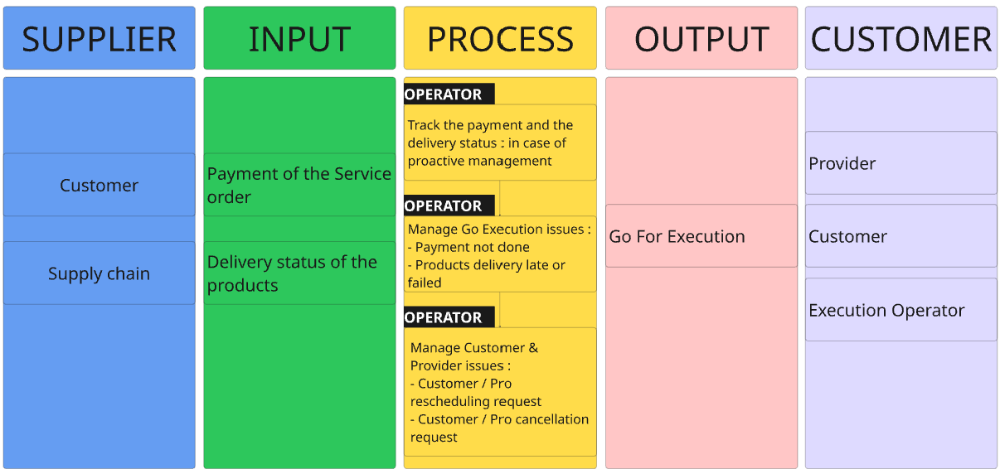 SUPPLIER
INPUT
PROCESS
OUTPUT
CUSTOMER
Customer
Supply chain
Payment of the Service
order
Delivery status of the
products
OPERATOR
Track the payment and the
delivery status : in case of
proactive management
OPERATOR
Manage Go Execution issues :
- Payment not done
- Products delivery late or
failed
OPERATOR
Manage Customer &
Provider issues :
- Customer / Pro
rescheduling request
- Customer / Pro cancellation
request
Go For Execution
Provider
Customer
Execution Operator